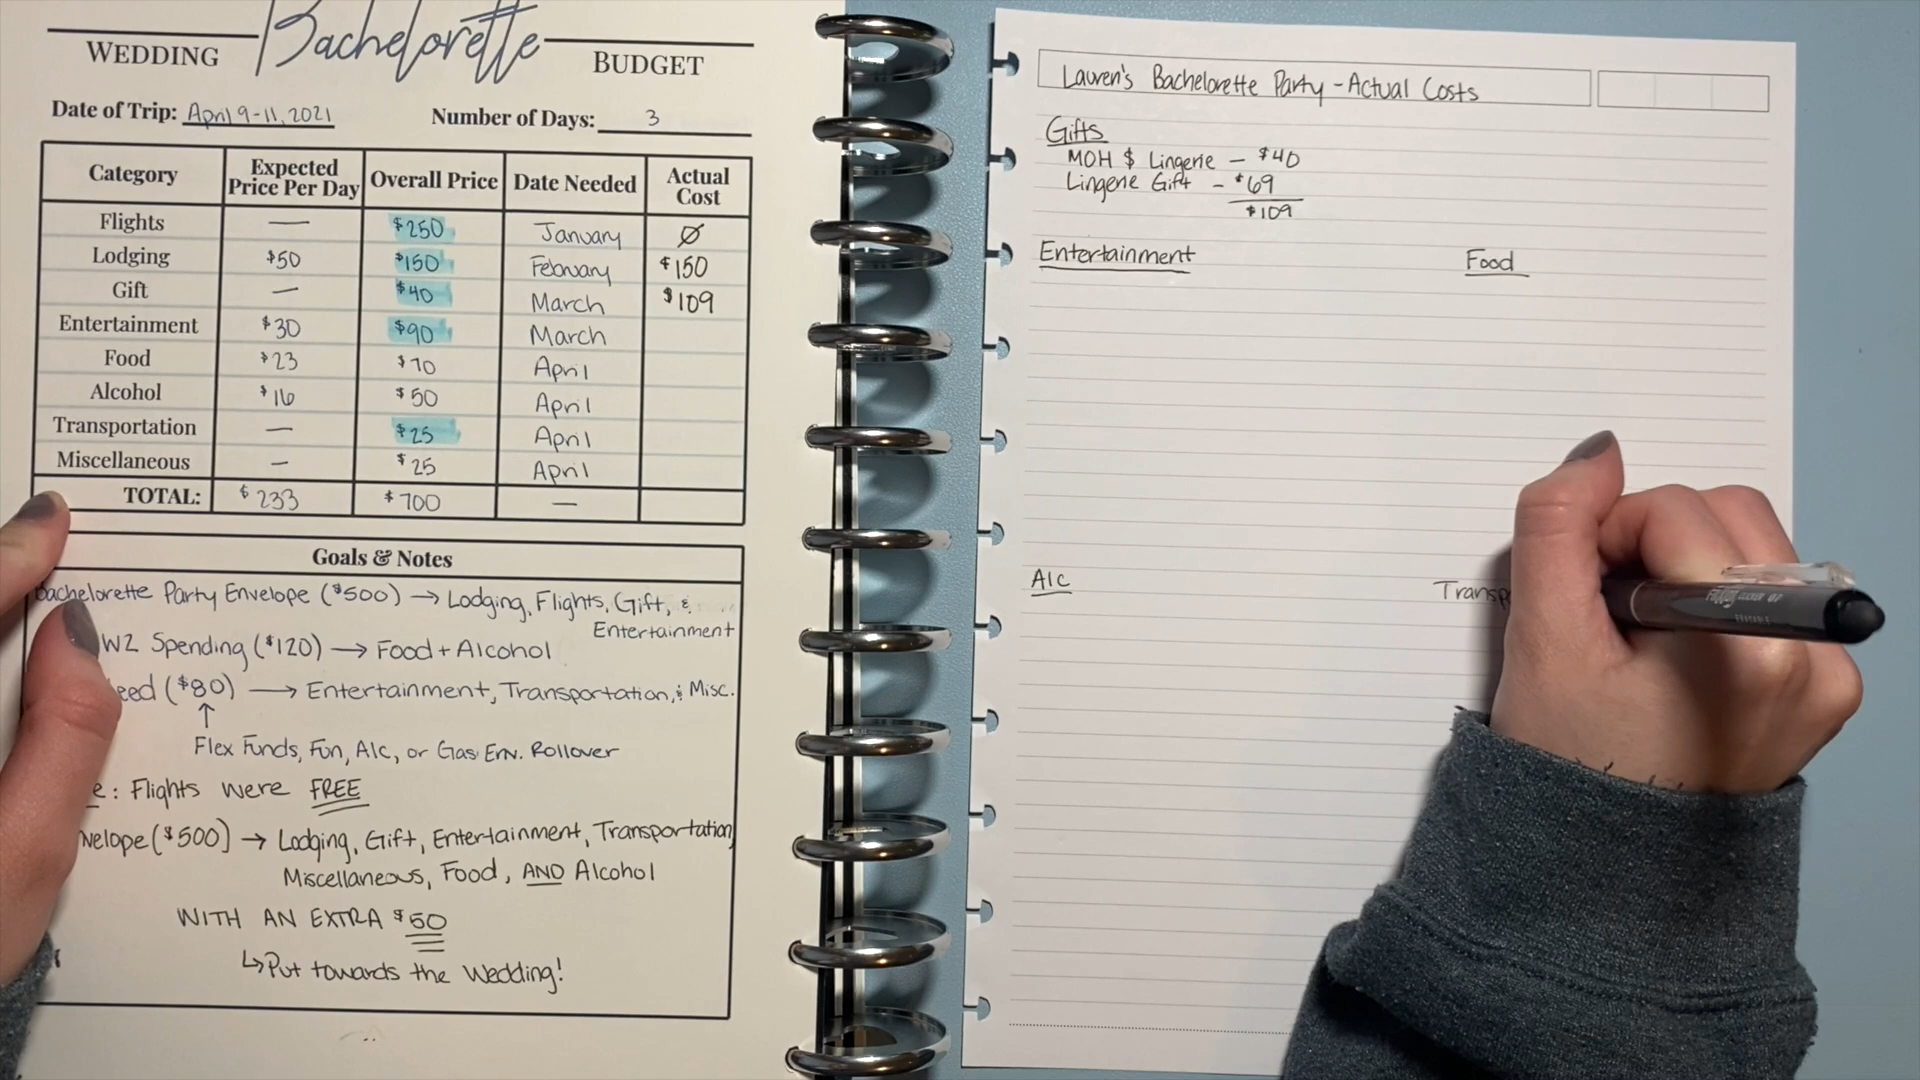 WEDDING Bachelorette BUDGET
Date of Trip: April 9-11, 2021 Number of Days: 3
Category Expected Price Per Day Overall Price Date Needed Actual Cost
Flights — $250 January Ø
Lodging $50 $150 February $150
Gift — $40 March $109
Entertainment $30 $90 March
Food $23 $70 April
Alcohol $16 $50 April
Transportation — $25 April
Miscellaneous — $25 April
TOTAL: $233 $700 —
Goals & Notes
Bachelorette Party Envelope ($500) → Lodging, Flights, Gift, &
Entertainment
W2 Spending ($120) → Food + Alcohol
eed ($80) → Entertainment, Transportation, & Misc.
↑
Flex Funds, Fun, A1c, or Gas Env. Rollover
e: Flights were FREE
nvelope ($500) → Lodging, Gift, Entertainment, Transportation,
Miscellaneous, Food, AND Alcohol
WITH AN EXTRA $50
↳ Put towards the Wedding!
Lauren's Bachelorette Party - Actual Costs
Gifts
MOH $ Lingerie - $40
Lingerie Gift - $69
$109
Entertainment Food
A1c Transp